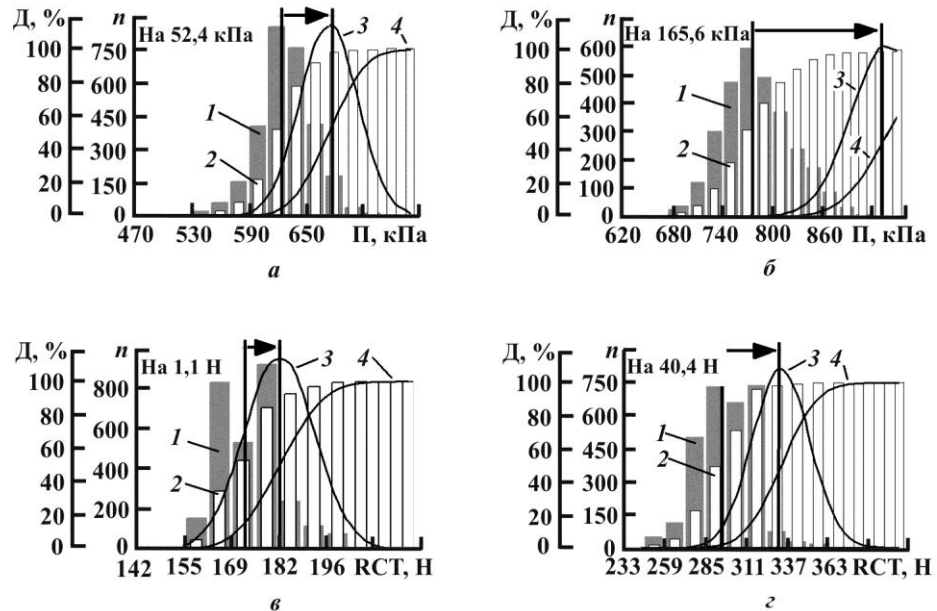 Д, % n На 52,4 кПа 3 4
100 750
80 600
60 450 1
40 300 2
20 150
0 0
470 530 590 650 П, кПа
а
Д, % n На 165,6 кПа
100 600
80 500 1 3
60 400
40 300 2 4
20 200
100
0 0
620 680 740 800 860 П, кПа
б
Д, % n На 1,1 Н 3 4
100 800
80
60 600 1
40 400 2
20 200
0 0
142 155 169 182 196 RCT, Н
в
Д, % n На 40,4 Н 3 4
100 750
80 600
60 450 1
40 300 2
20 150
0 0
233 259 285 311 337 363 RCT, Н
г